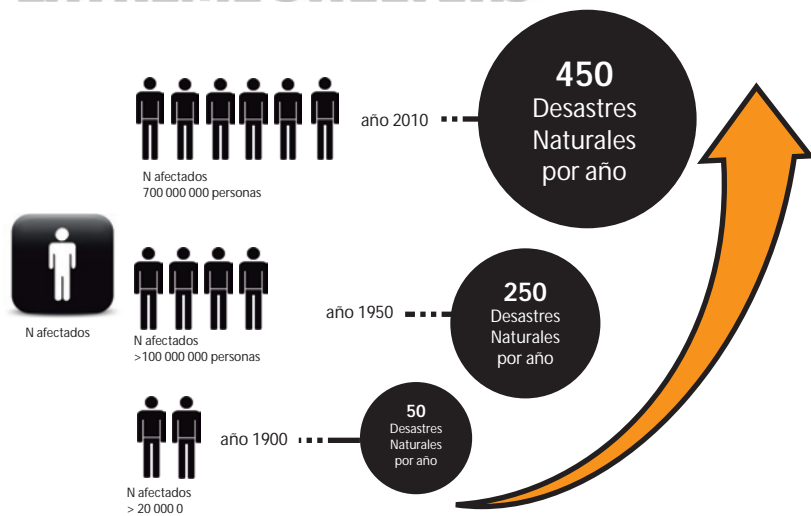 450
Desastres
Naturales
por año
año 2010
N afectados
700 000 000 personas
250
Desastres
Naturales
por año
año 1950
N afectados
N afectados
>100 000 000 personas
50
Desastres
Naturales
por año
año 1900
N afectados
> 20 000 0